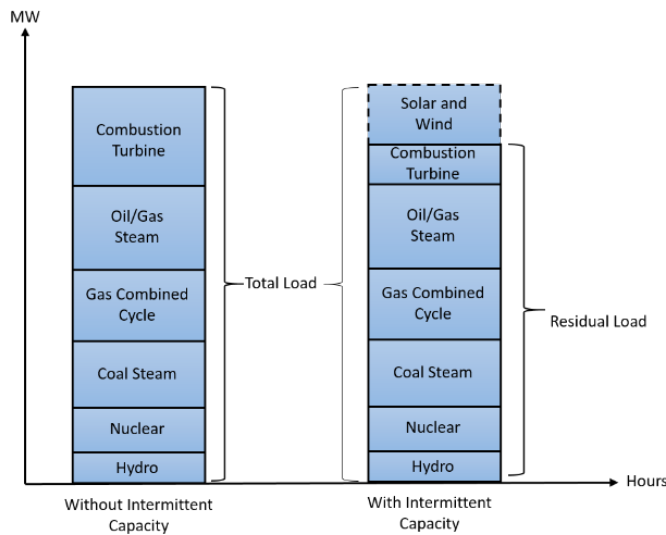 MW
Combustion
Turbine
Oil/Gas
Steam
Gas Combined
Cycle
Coal Steam
Nuclear
Hydro
Without Intermittent
Capacity
Total Load
Solar and
Wind
Combustion
Turbine
Oil/Gas
Steam
Gas Combined
Cycle
Coal Steam
Nuclear
Hydro
With Intermittent
Capacity
Residual Load
Hours